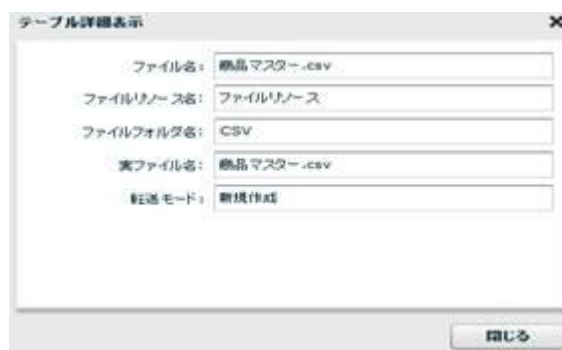 テーブル詳細表示
ファイル名: 商品マスター.csv
ファイルリソース名: ファイルリソース
ファイルフォルダ名: CSV
実ファイル名: 商品マスター.csv
転送モード: 新規作成
閉じる